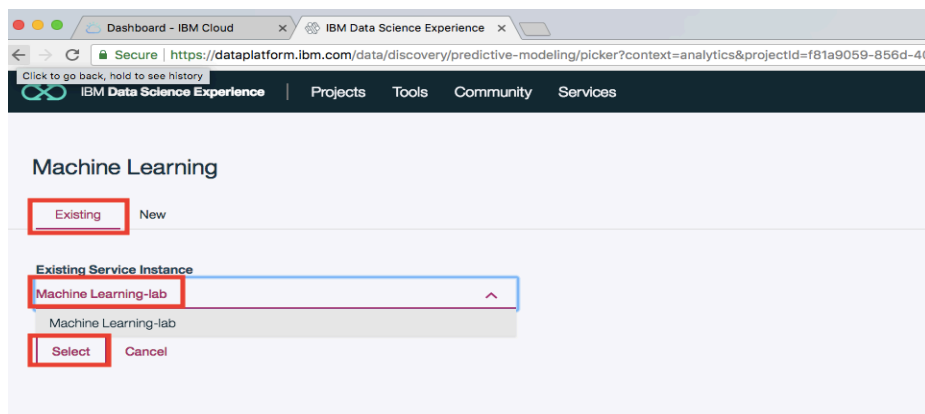 Dashboard - IBM Cloud
IBM Data Science Experience
Secure | https://dataplatform.ibm.com/data/discovery/predictive-modeling/picker?context=analytics&projectId=f81a9059-856d-40
Click to go back, hold to see history
IBM Data Science Experience Projects Tools Community Services
Machine Learning
Existing New
Existing Service Instance
Machine Learning-lab
Machine Learning-lab
Select Cancel